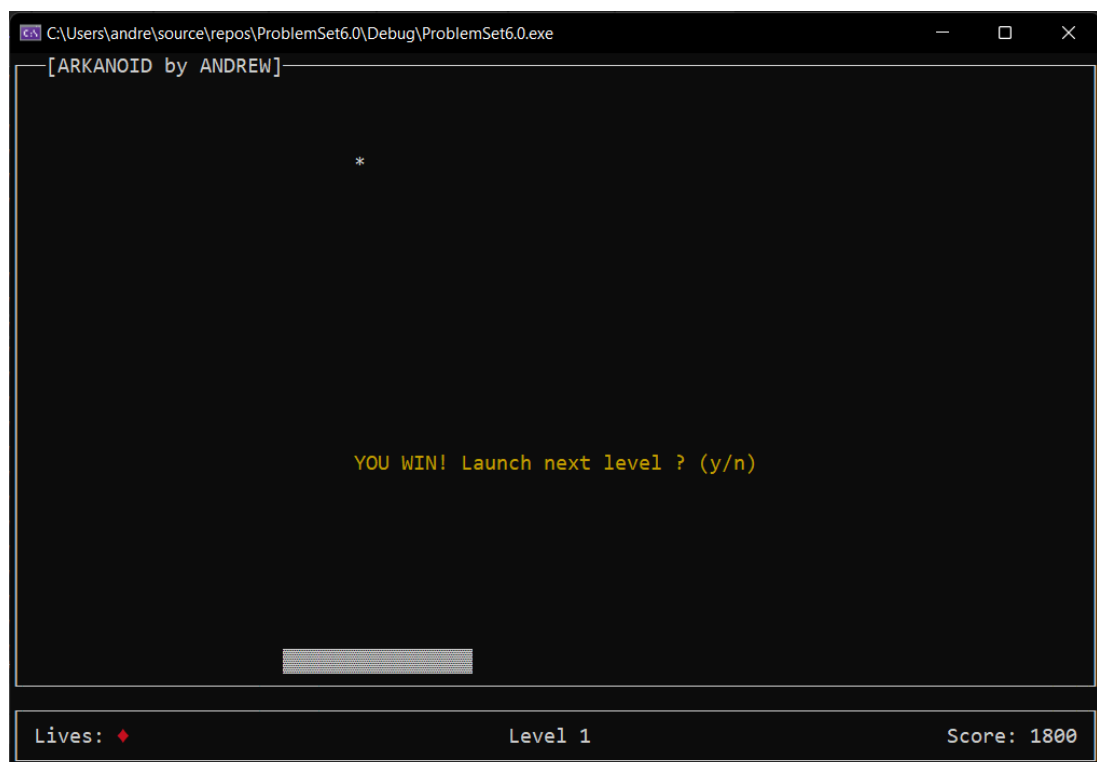 C:\Users\andre\source\repos\ProblemSet6.0\Debug\ProblemSet6.0.exe
[ARKANOID by ANDREW]
*
YOU WIN! Launch next level ? (y/n)
Lives: ♦ Level 1 Score: 1800